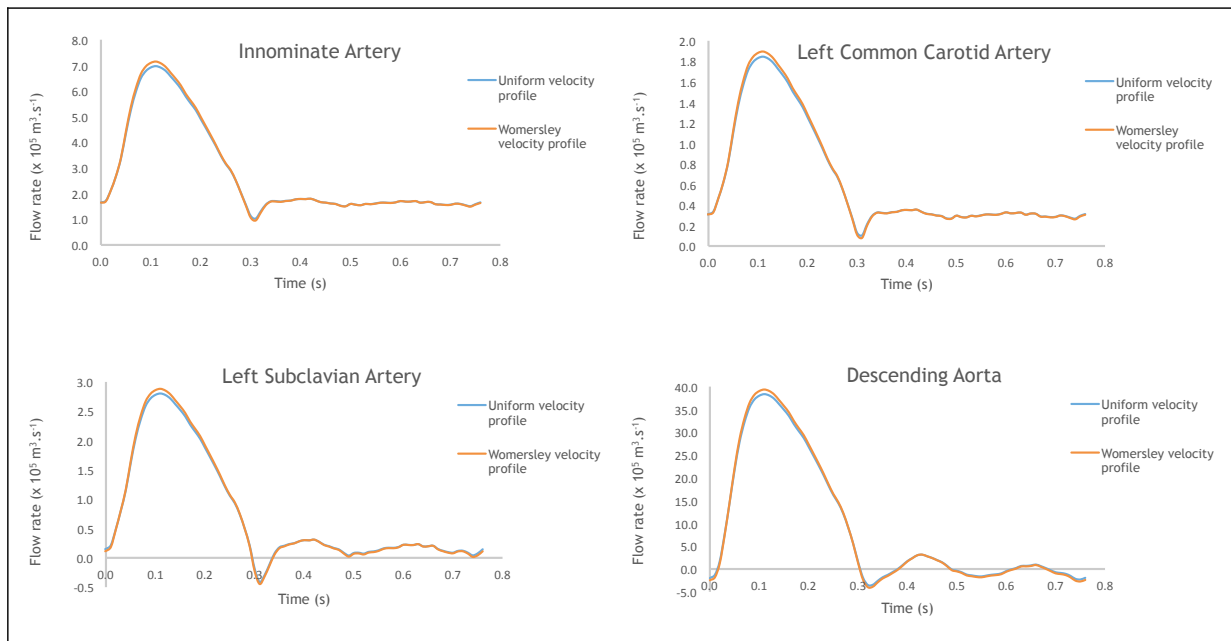 Innominate Artery
Flow rate (x 10⁵ m³.s⁻¹)
8.0
7.0
6.0
5.0
4.0
3.0
2.0
1.0
0.0
0.0 0.1 0.2 0.3 0.4 0.5 0.6 0.7 0.8
Time (s)
Uniform velocity
profile
Womersley
velocity profile
Left Common Carotid Artery
Flow rate (x 10⁵ m³.s⁻¹)
2.0
1.8
1.6
1.4
1.2
1.0
0.8
0.6
0.4
0.2
0.0
0.0 0.1 0.2 0.3 0.4 0.5 0.6 0.7 0.8
Time (s)
Uniform velocity
profile
Womersley
velocity profile
Left Subclavian Artery
Flow rate (x 10⁵ m³.s⁻¹)
3.0
2.5
2.0
1.5
1.0
0.5
0.0
-0.5
0.0 0.1 0.2 0.3 0.4 0.5 0.6 0.7 0.8
Time (s)
Uniform velocity
profile
Womersley velocity
profile
Descending Aorta
Flow rate (x 10⁵ m³.s⁻¹)
40.0
35.0
30.0
25.0
20.0
15.0
10.0
5.0
0.0
-5.0
0.0 0.1 0.2 0.3 0.4 0.5 0.6 0.7 0.8
Time (s)
Uniform velocity
profile
Womersley velocity
profile